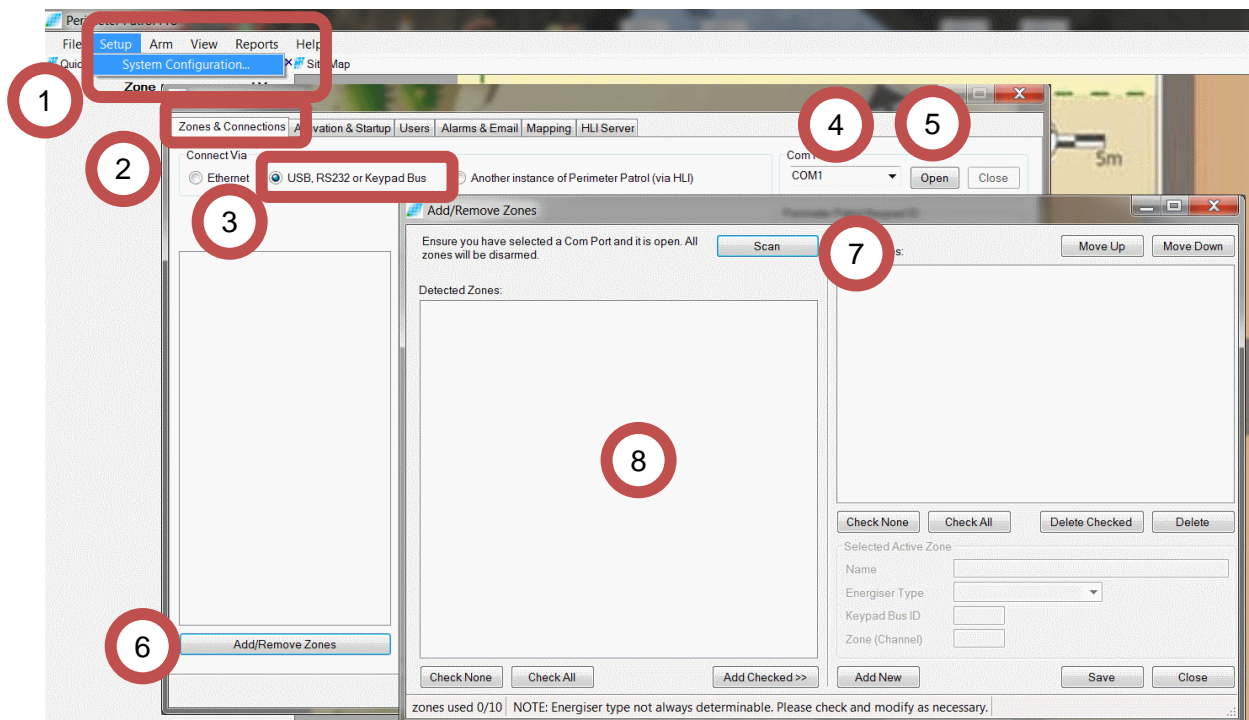 File Setup Arm View Reports Help
System Configuration...
Zone
1
Zones & Connections Activation & Startup Users Alarms & Email Mapping HLI Server
4
5
2
Connect Via
Ethernet USB, RS232 or Keypad Bus Another instance of Perimeter Patrol (via HLI)
COM1 Open Close
5m
3
Add/Remove Zones
Ensure you have selected a Com Port and it is open. All
zones will be disarmed.
Scan
7
Move Up Move Down
Detected Zones:
8
Check None Check All Delete Checked Delete
Selected Active Zone
Name
Energiser Type
Keypad Bus ID
Zone (Channel)
6
Add/Remove Zones
Check None Check All Add Checked >> Add New Save Close
zones used 0/10 NOTE: Energiser type not always determinable. Please check and modify as necessary.